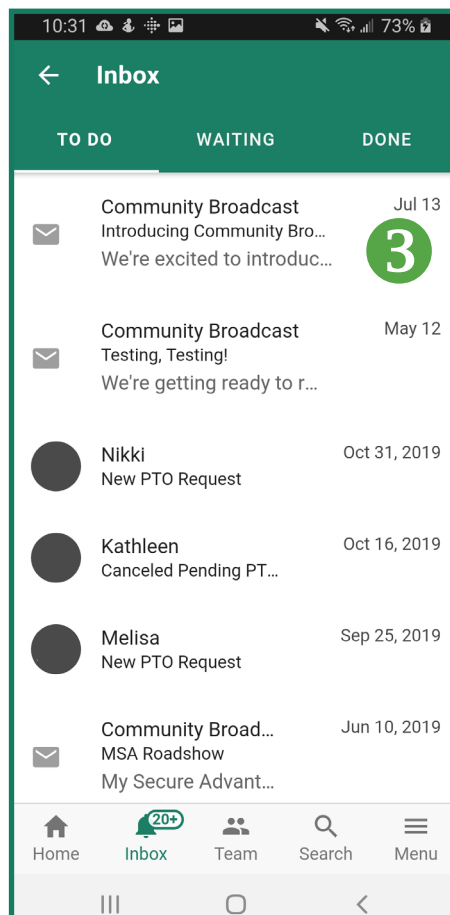 10:31 73%
Inbox
TO DO WAITING DONE
Community Broadcast Jul 13
Introducing Community Bro...
We're excited to introduc...
3
Community Broadcast May 12
Testing, Testing!
We're getting ready to r...
Nikki Oct 31, 2019
New PTO Request
Kathleen Oct 16, 2019
Canceled Pending PT...
Melisa Sep 25, 2019
New PTO Request
Community Broad... Jun 10, 2019
MSA Roadshow
My Secure Advant...
20+
Home Inbox Team Search Menu